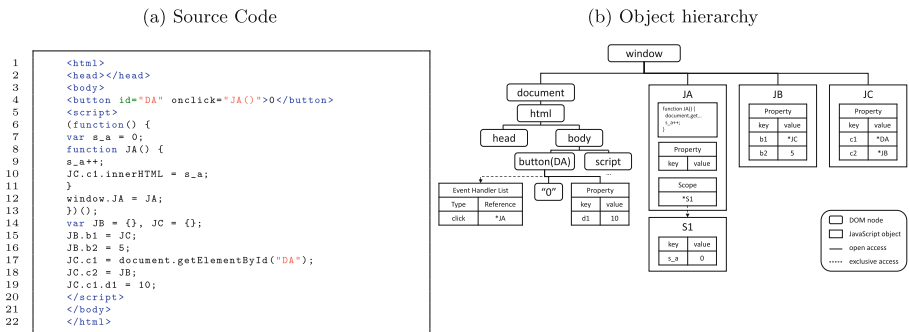 (a) Source Code
1 <html>
2 <head></head>
3 <body>
4 <button id="DA" onclick="JA()">0</button>
5 <script>
6 (function() {
7 var s_a = 0;
8 function JA() {
9 s_a++;
10 JC.c1.innerHTML = s_a;
11 }
12 window.JA = JA;
13 })();
14 var JB = {}, JC = {};
15 JB.b1 = JC;
16 JB.b2 = 5;
17 JC.c1 = document.getElementById("DA");
18 JC.c2 = JB;
19 JC.c1.d1 = 10;
20 </script>
21 </body>
22 </html>
(b) Object hierarchy
window
document
html
head
body
button(DA)
script
...
Event Handler List
Type Reference
click *JA
"0"
Property
key value
d1 10
JA
function JA() {
document.get...
s_a++;
}
Property
key value
Scope
*S1
S1
key value
s_a 0
JB
Property
key value
b1 *JC
b2 5
JC
Property
key value
c1 *DA
c2 *JB
DOM node
JavaScript object
open access
exclusive access